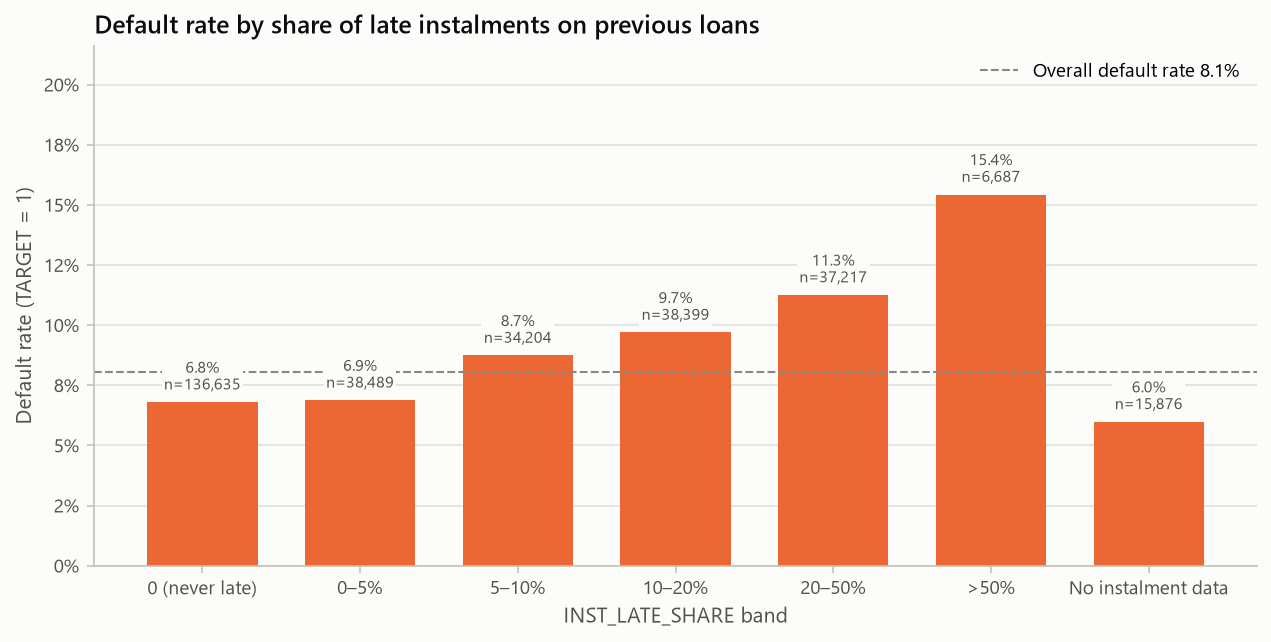 Default rate by share of late instalments on previous loans
Overall default rate 8.1%
Default rate (TARGET = 1)
20%
18%
15%
12%
10%
8%
5%
2%
0%
6.8%
n=136,635
6.9%
n=38,489
8.7%
n=34,204
9.7%
n=38,399
11.3%
n=37,217
15.4%
n=6,687
6.0%
n=15,876
0 (never late)
0–5%
5–10%
10–20%
20–50%
>50%
No instalment data
INST_LATE_SHARE band